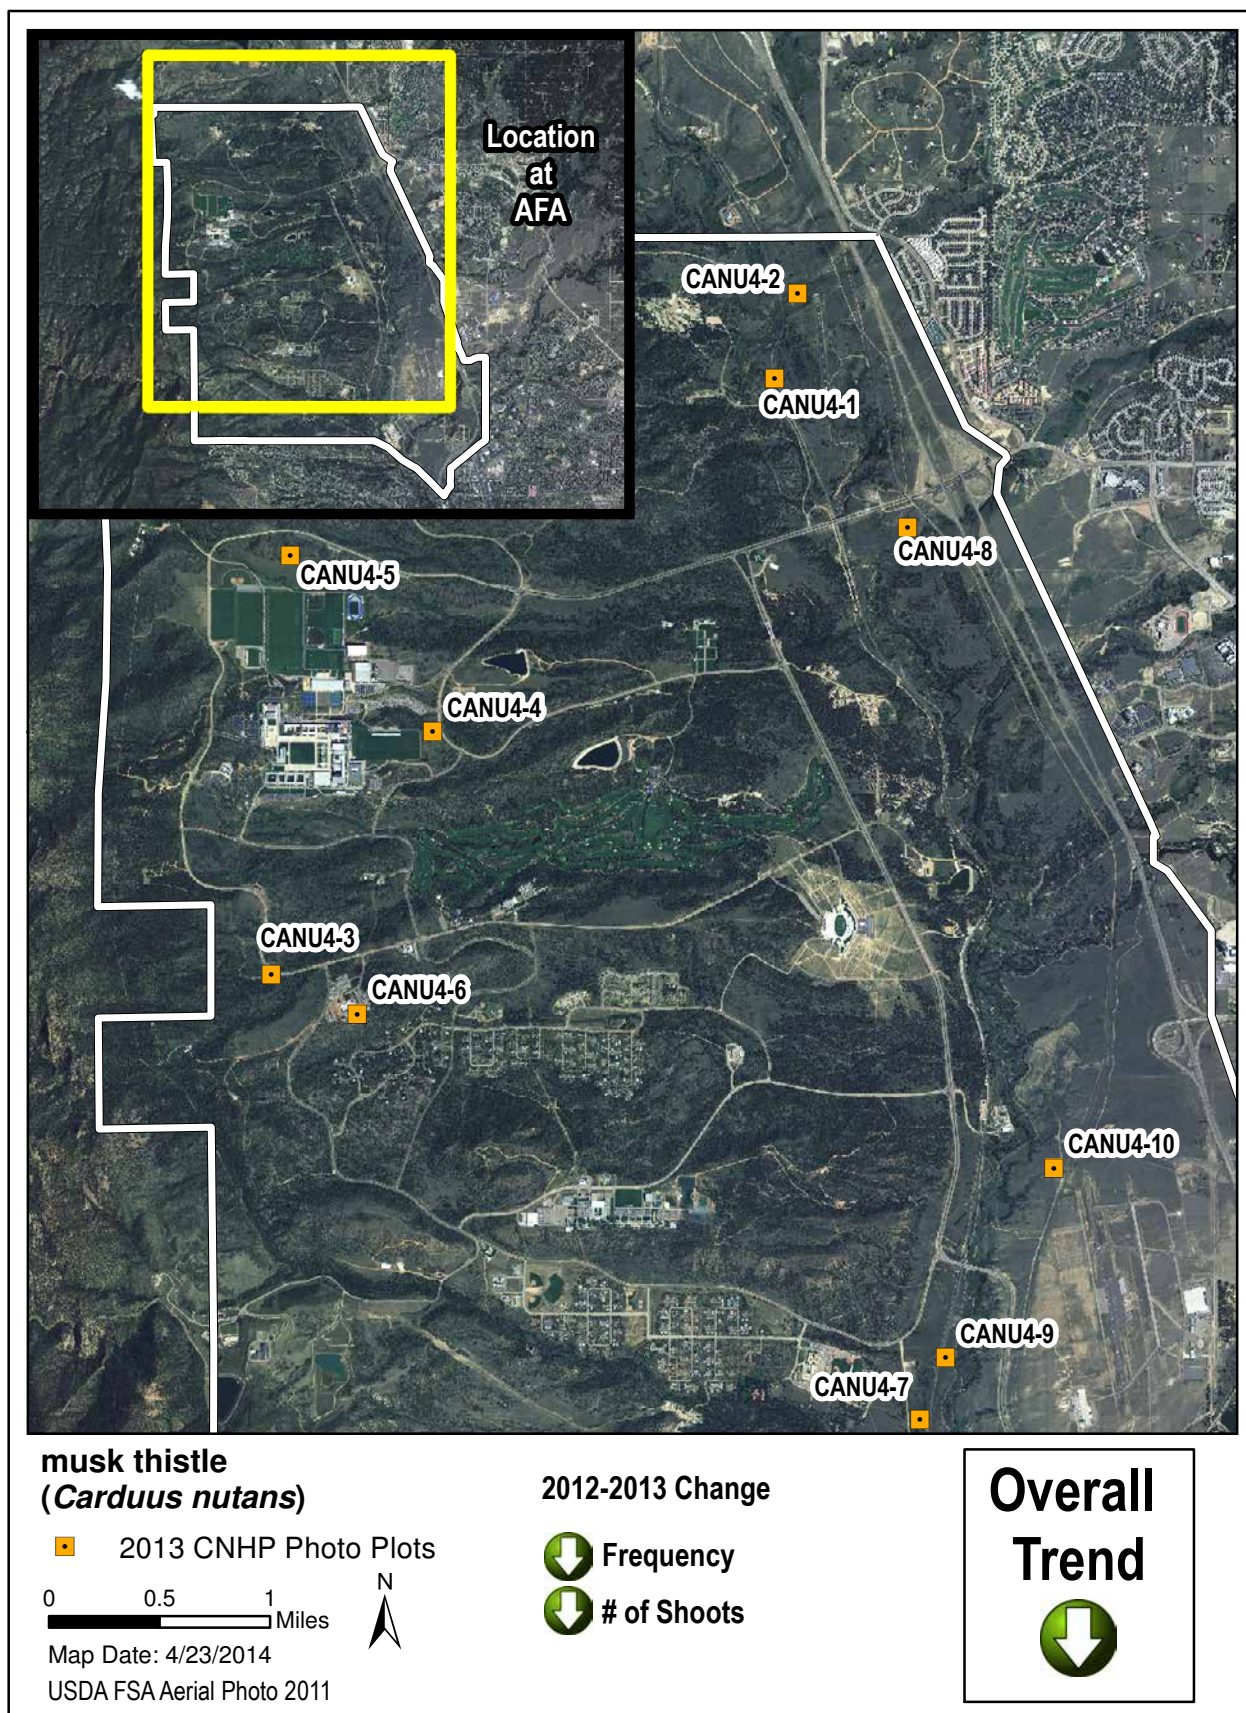 Location
at
AFA
CANU4-2
CANU4-1
CANU4-8
CANU4-5
CANU4-4
CANU4-3
CANU4-6
CANU4-10
CANU4-9
CANU4-7
musk thistle
(Carduus nutans)
2013 CNHP Photo Plots
0 0.5 1
Miles
N
Map Date: 4/23/2014
USDA FSA Aerial Photo 2011
2012-2013 Change
Frequency
# of Shoots
Overall
Trend